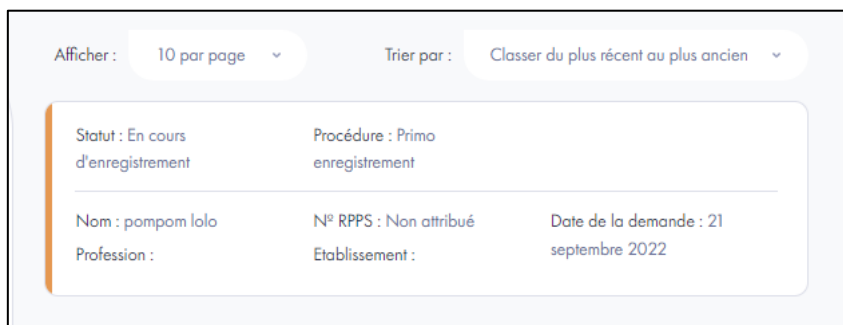 Afficher : 10 par page Trier par : Classer du plus récent au plus ancien
Statut : En cours d'enregistrement
Procédure : Primo enregistrement
Nom : pompom lolo
N° RPPS : Non attribué
Date de la demande : 21 septembre 2022
Profession :
Etablissement :